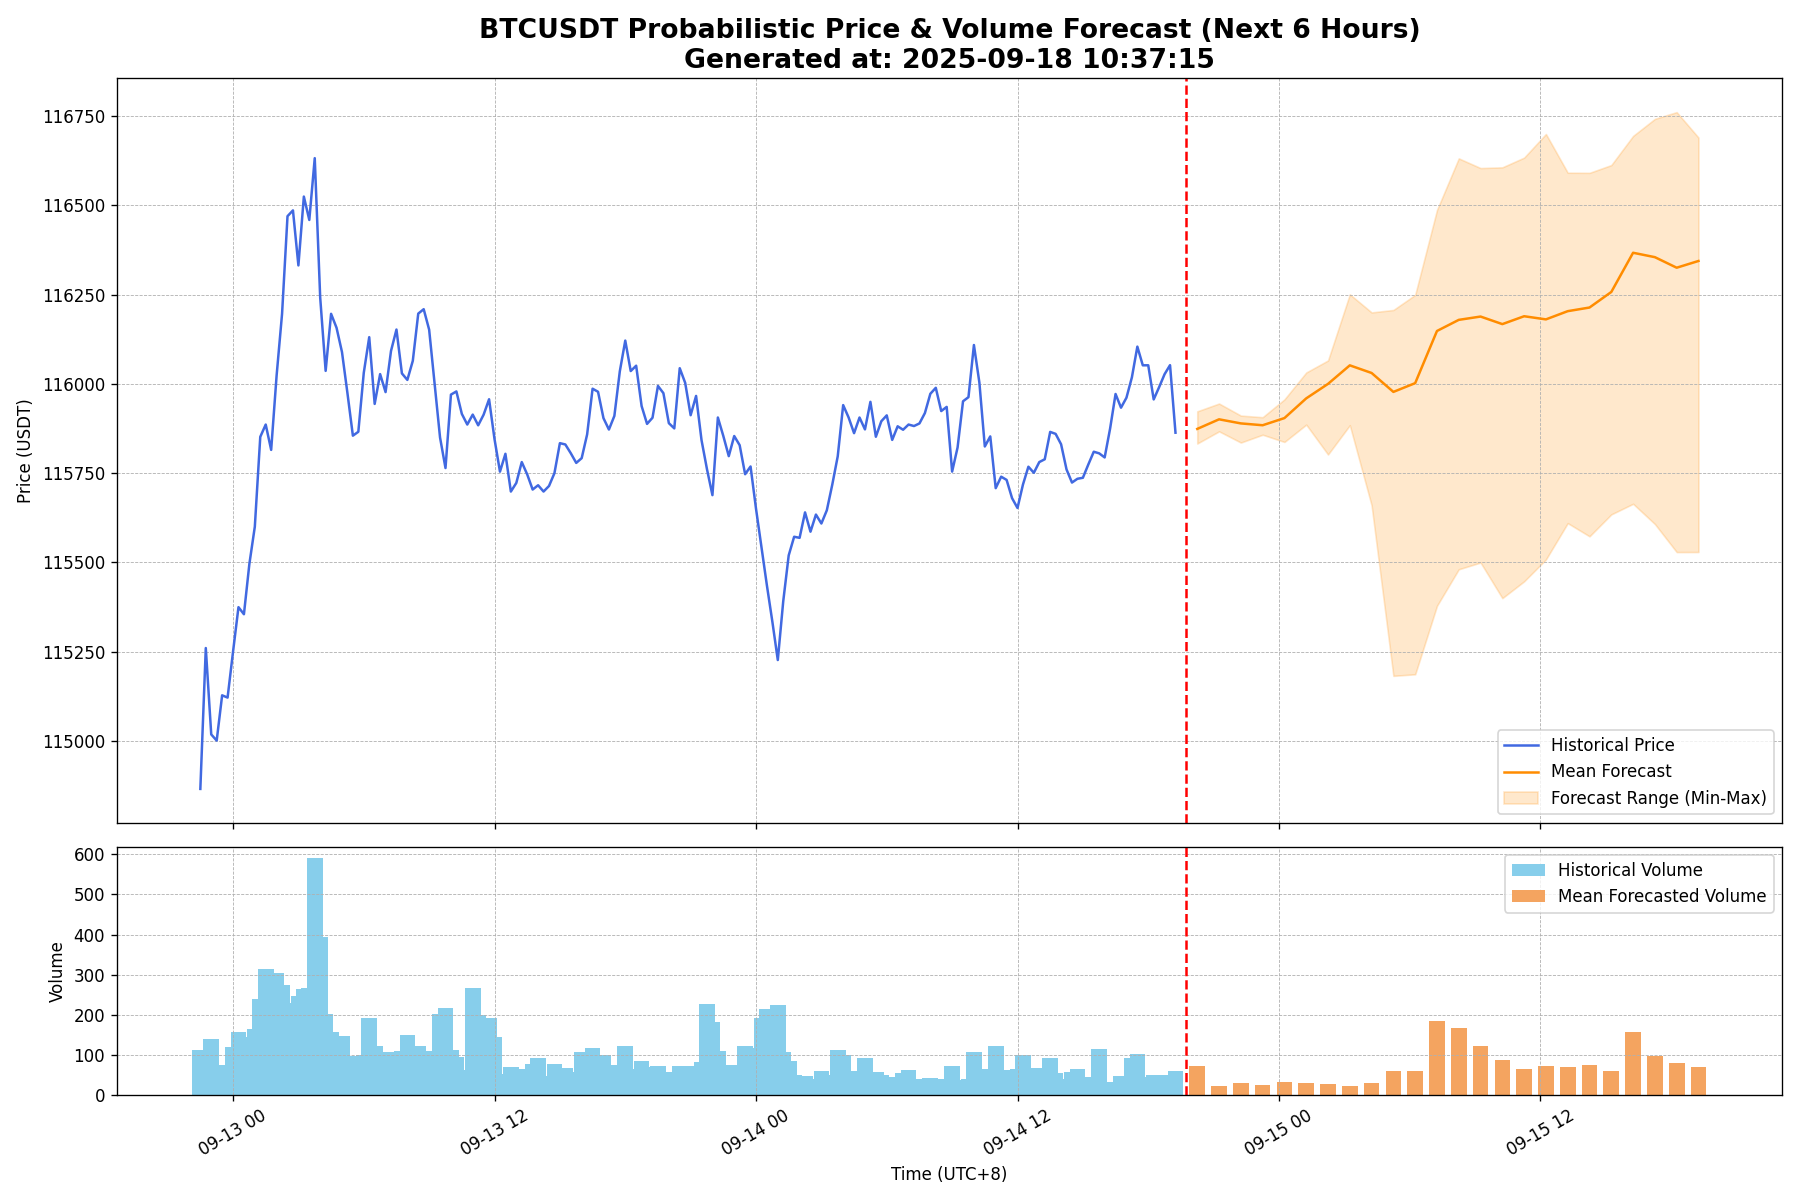 BTCUSDT Probabilistic Price & Volume Forecast (Next 6 Hours)
Generated at: 2025-09-18 10:37:15
116750
116500
116250
116000
115750
115500
115250
115000
Price (USDT)
Historical Price
Mean Forecast
Forecast Range (Min-Max)
600
500
400
300
200
100
0
Volume
Historical Volume
Mean Forecasted Volume
09-13 00
09-13 12
09-14 00
09-14 12
09-15 00
09-15 12
Time (UTC+8)